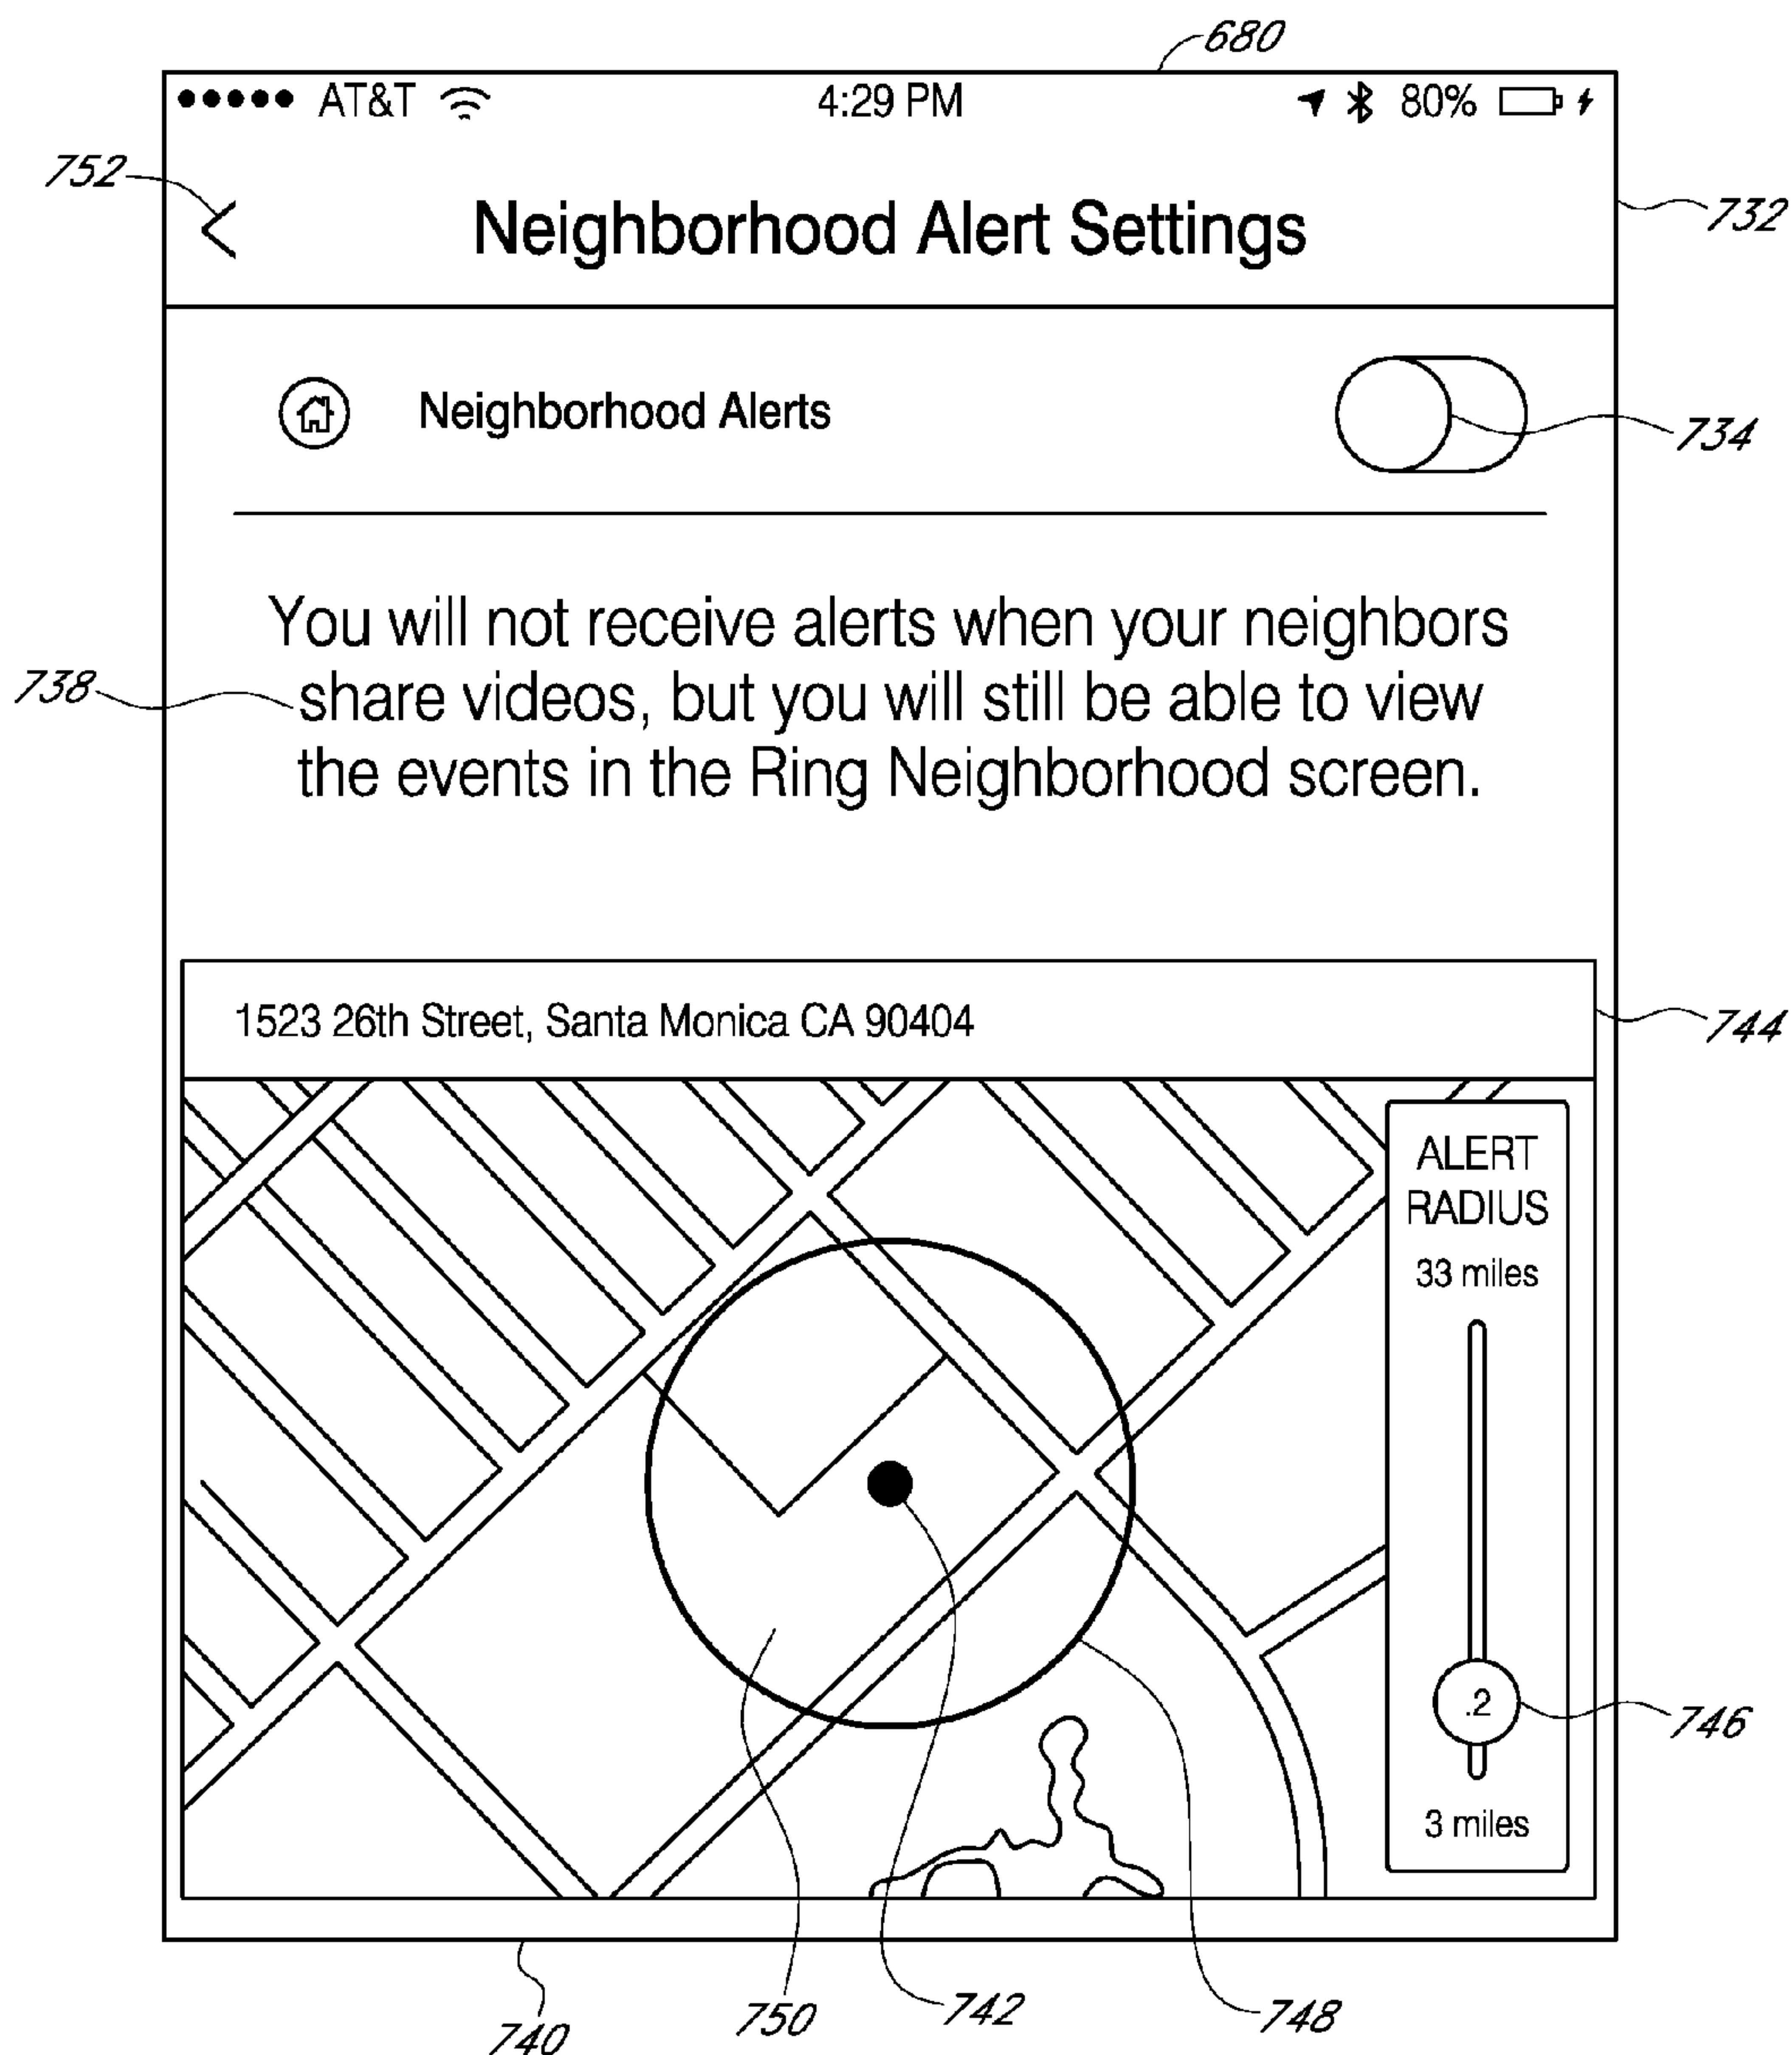 680
AT&T 4:29 PM 80%
752
Neighborhood Alert Settings
732
Neighborhood Alerts
734
You will not receive alerts when your neighbors
738
share videos, but you will still be able to view
the events in the Ring Neighborhood screen.
1523 26th Street, Santa Monica CA 90404
744
ALERT
RADIUS
33 miles
.2
746
3 miles
750
742
748
740